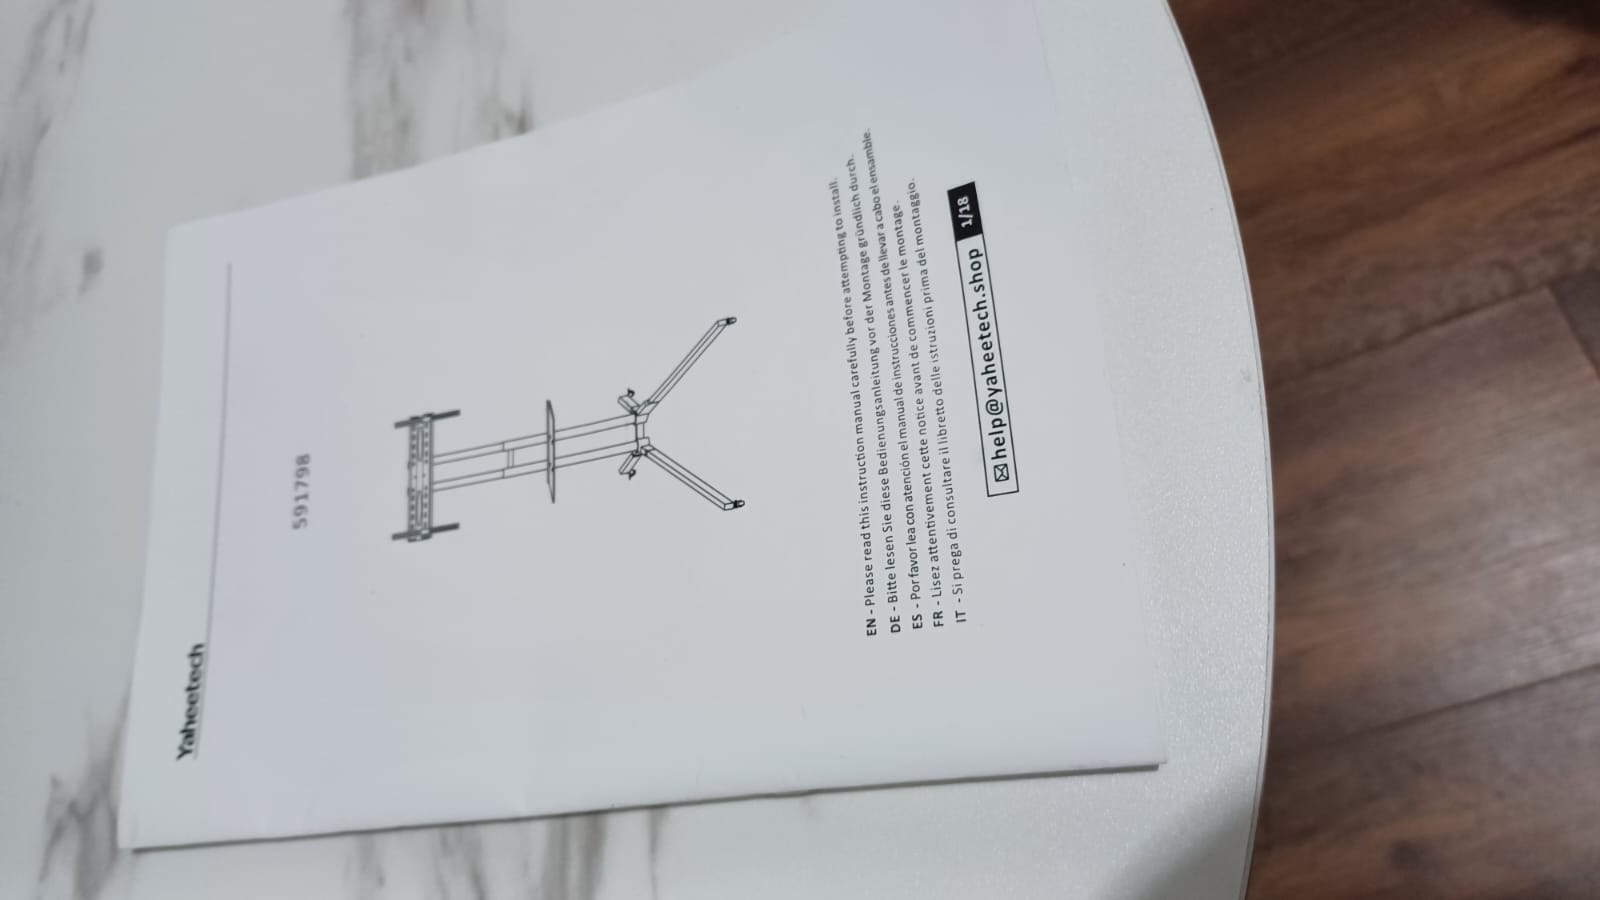 Yaheetech
591798
EN - Please read this instruction manual carefully before attempting to install.
DE - Bitte lesen Sie diese Bedienungsanleitung vor der Montage gründlich durch.
ES - Por favor lea con atención el manual de instrucciones antes de llevar a cabo el ensamble.
FR - Lisez attentivement cette notice avant de commencer le montage.
IT - Si prega di consultare il libretto delle istruzioni prima del montaggio.
help@yaheetech.shop 1/18